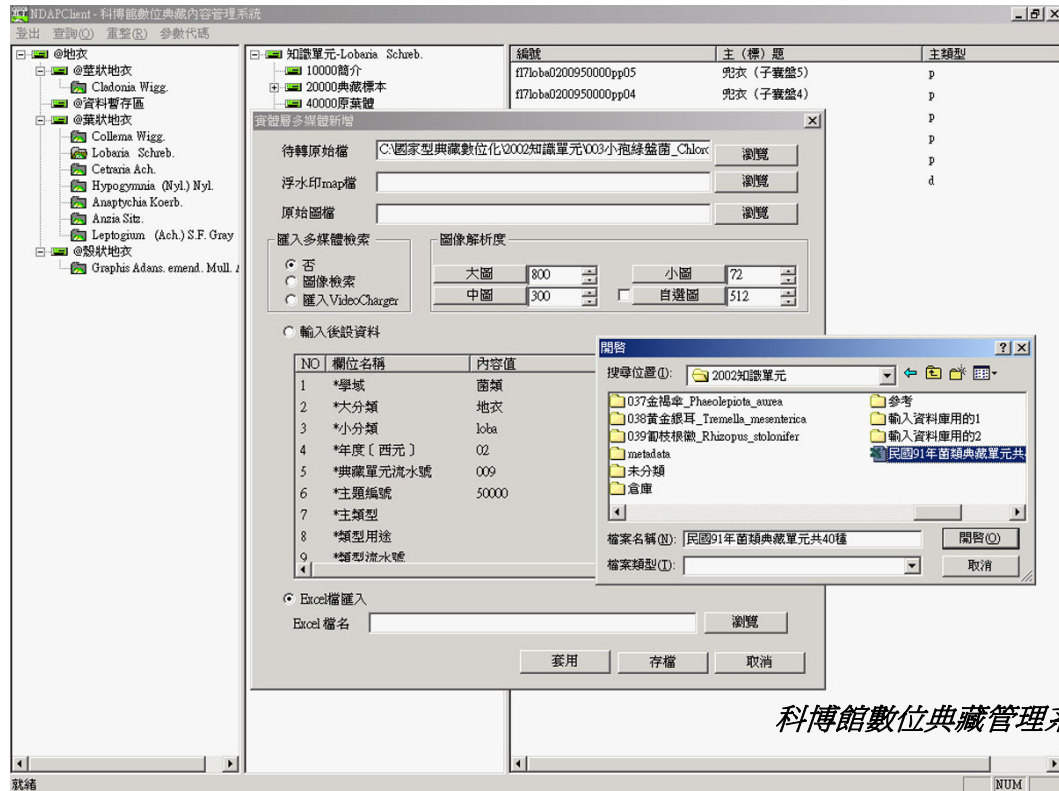 NDAPClient - 科博館數位典藏內容管理系統
登出 查詢(Q) 重整(R) 參數代碼
@地衣
@莖狀地衣
Cladonia Wigg.
@資料暫存區
@葉狀地衣
Collema Wigg.
Lobaria Schreb.
Cetraria Ach.
Hypogymnia (Nyl.) Nyl.
Anaptychia Koerb.
Anzia Sitz.
Leptogium (Ach.) S.F. Gray
@殼狀地衣
Graphis Adans. emend. Mull.
知識單元-Lobaria Schreb.
10000簡介
20000典藏標本
40000原葉體
編號 主（標）題 主類型
f17loba0200950000pp05 兜衣（子囊盤5） p
f17loba0200950000pp04 兜衣（子囊盤4） p
p
p
p
d
實體層多媒體新增
待轉原始檔 C:\國家型典藏數位化\2002知識單元\003小孢綠盤菌_Chloro 瀏覽
浮水印map檔 瀏覽
原始圖檔 瀏覽
匯入多媒體檢索
否
圖像檢索
匯入VideoCharger
圖像解析度
大圖 800 小圖 72
中圖 300 自選圖 512
輸入後設資料
NO 欄位名稱 內容值
1 *學域 菌類
2 *大分類 地衣
3 *小分類 loba
4 *年度〔西元〕 02
5 *典藏單元流水號 009
6 *主題編號 50000
7 *主類型
8 *類型用途
9 *類型流水號
Excel檔匯入
Excel 檔名 瀏覽
套用 存檔 取消
開啓
搜尋位置(I): 2002知識單元
037金褐傘_Phaeolepiota_aurea
038黃金銀耳_Tremella_mesenterica
039匍枝根黴_Rhizopus_stolonifer
metadata
未分類
倉庫
參考
輸入資料庫用的1
輸入資料庫用的2
民國91年菌類典藏單元共
檔案名稱(N): 民國91年菌類典藏單元共40種 開啓(O)
檔案類型(T): 取消
科博館數位典藏管理系
就緒 NUM